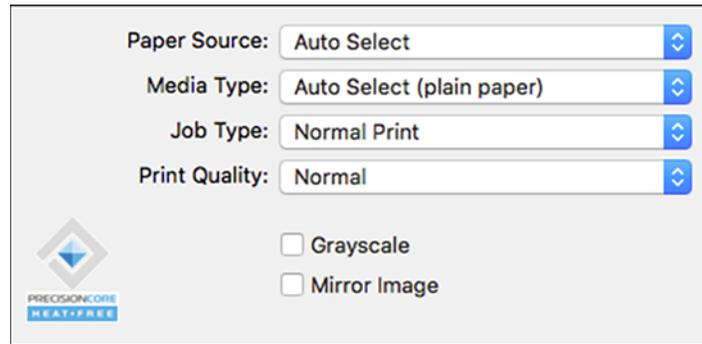 Paper Source: Auto Select
Media Type: Auto Select (plain paper)
Job Type: Normal Print
Print Quality: Normal
Grayscale
Mirror Image
PRECISIONCORE
HEAT•FREE